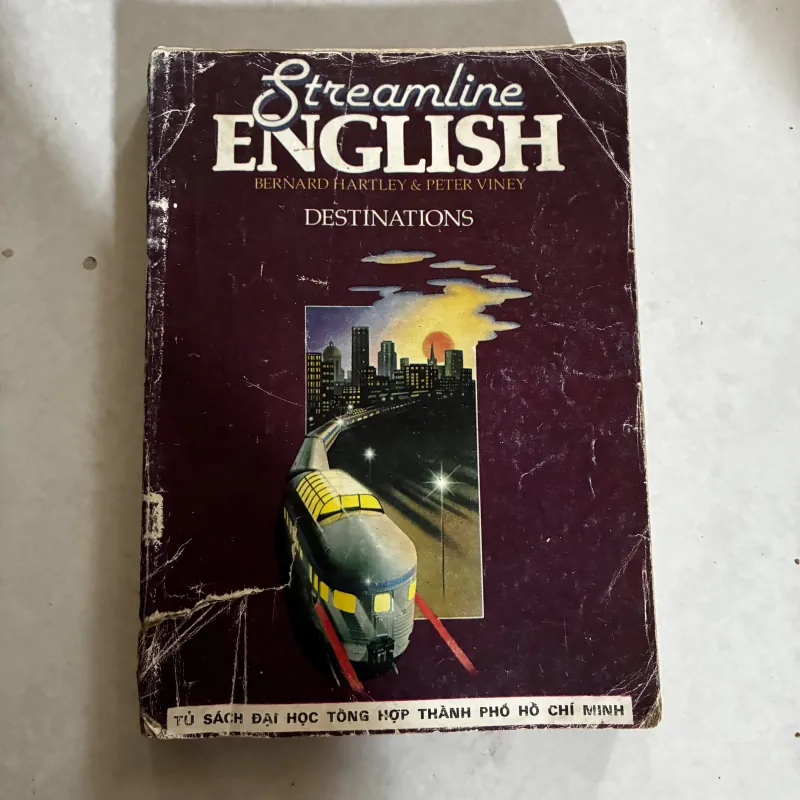 Streamline
ENGLISH
BERNARD HARTLEY & PETER VINEY
DESTINATIONS
TỦ SÁCH ĐẠI HỌC TỔNG HỢP THÀNH PHỐ HỒ CHÍ MINH